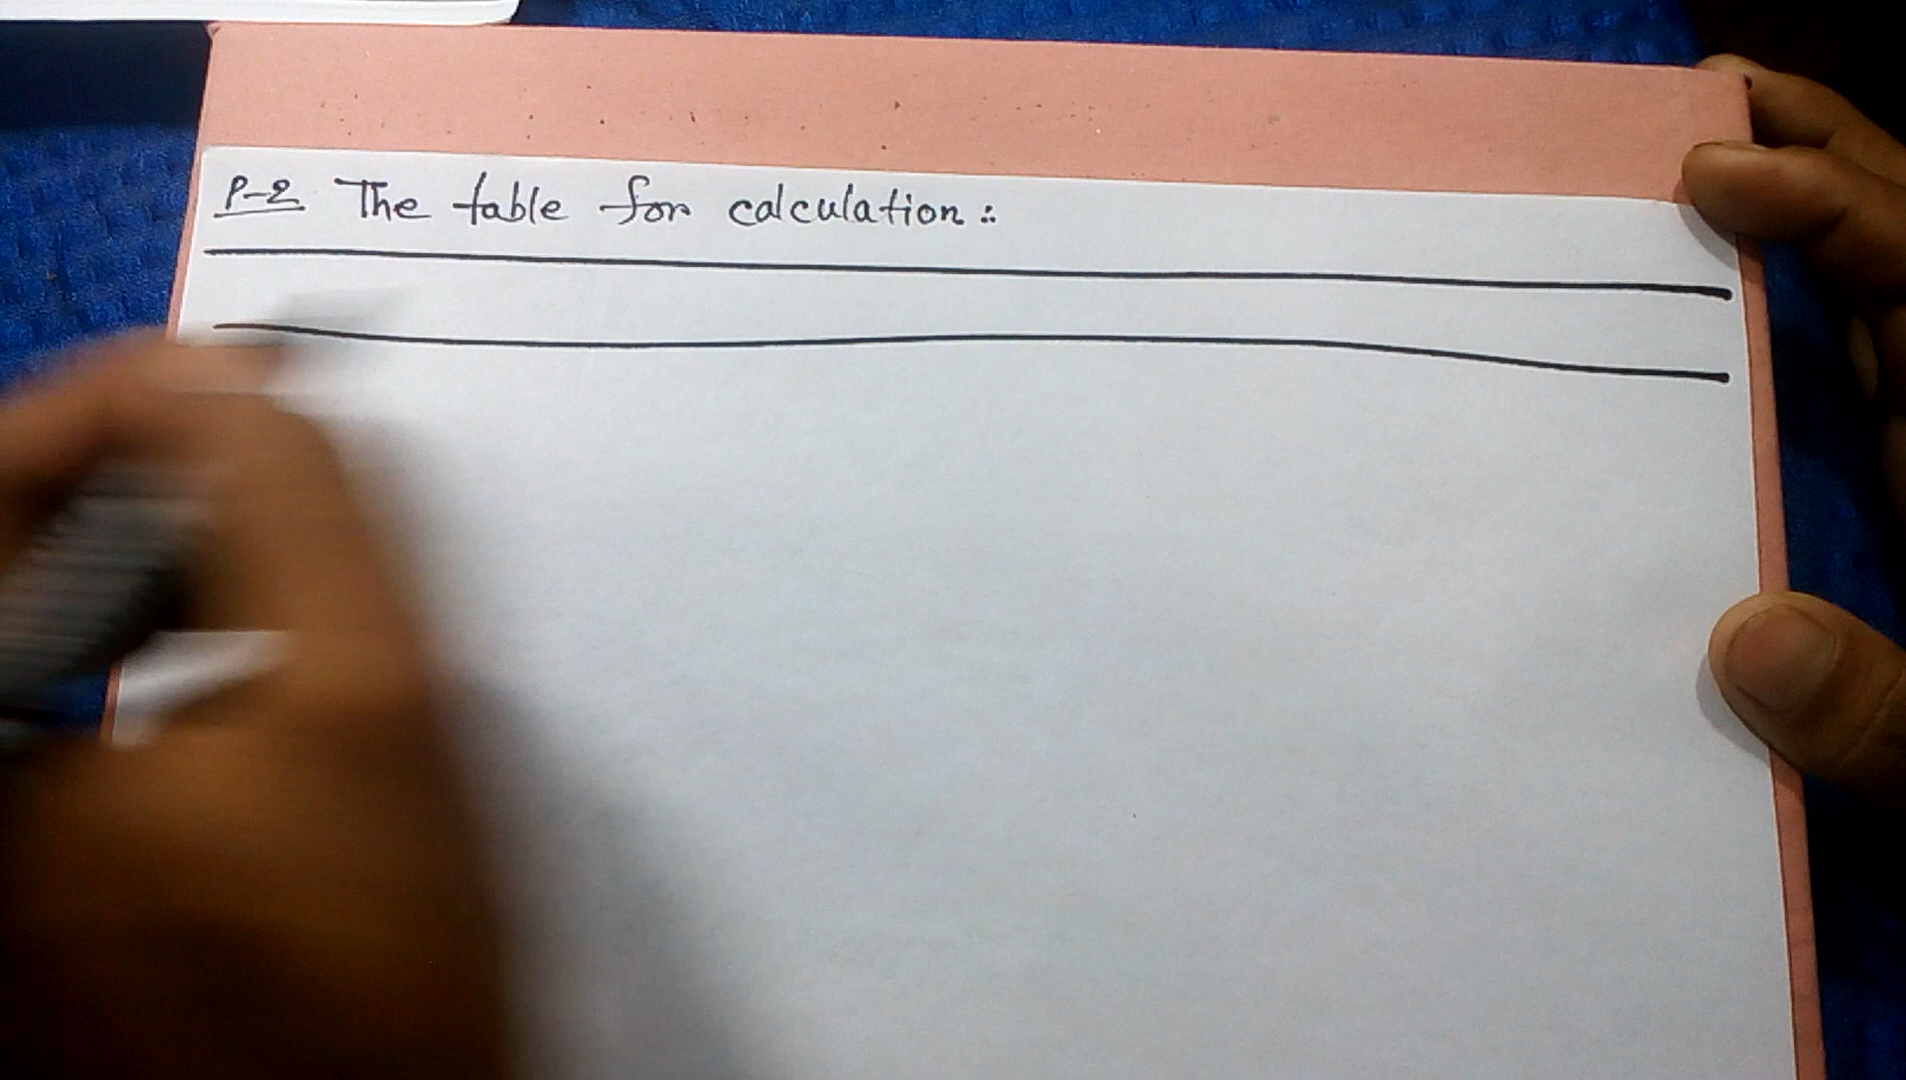 P-2 The table for calculation :.